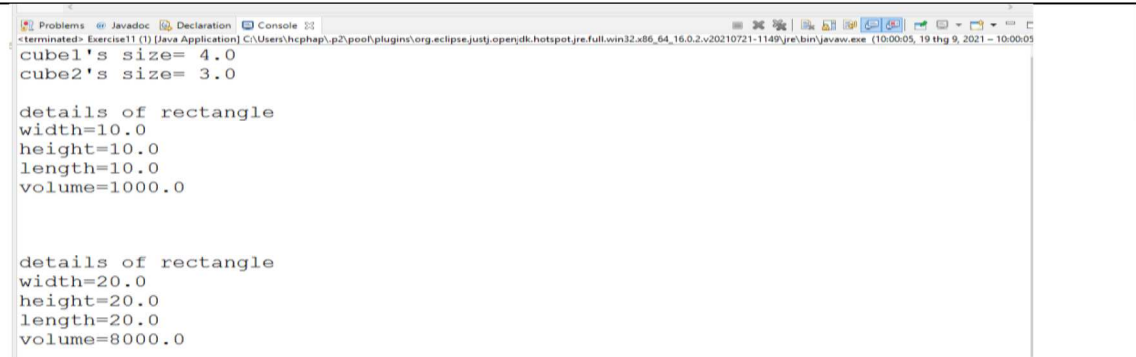 Problems @ Javadoc Declaration Console
<terminated> Exercise11 (1) [Java Application] C:\Users\hcphap\.p2\pool\plugins\org.eclipse.justj.openjdk.hotspot.jre.full.win32.x86_64_16.0.2.v20210721-1149\jre\bin\javaw.exe (10:00:05, 19 thg 9, 2021 – 10:00:05
cube1's size= 4.0
cube2's size= 3.0
details of rectangle
width=10.0
height=10.0
length=10.0
volume=1000.0
details of rectangle
width=20.0
height=20.0
length=20.0
volume=8000.0